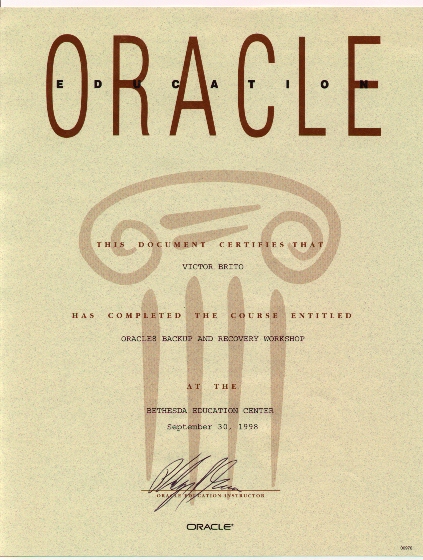 ORACLE
EDUCATION
THIS DOCUMENT CERTIFIES THAT
VICTOR BRITO
HAS COMPLETED THE COURSE ENTITLED
ORACLE8 BACKUP AND RECOVERY WORKSHOP
AT THE
BETHESDA EDUCATION CENTER
September 30, 1998
ORACLE EDUCATION INSTRUCTOR
ORACLE®